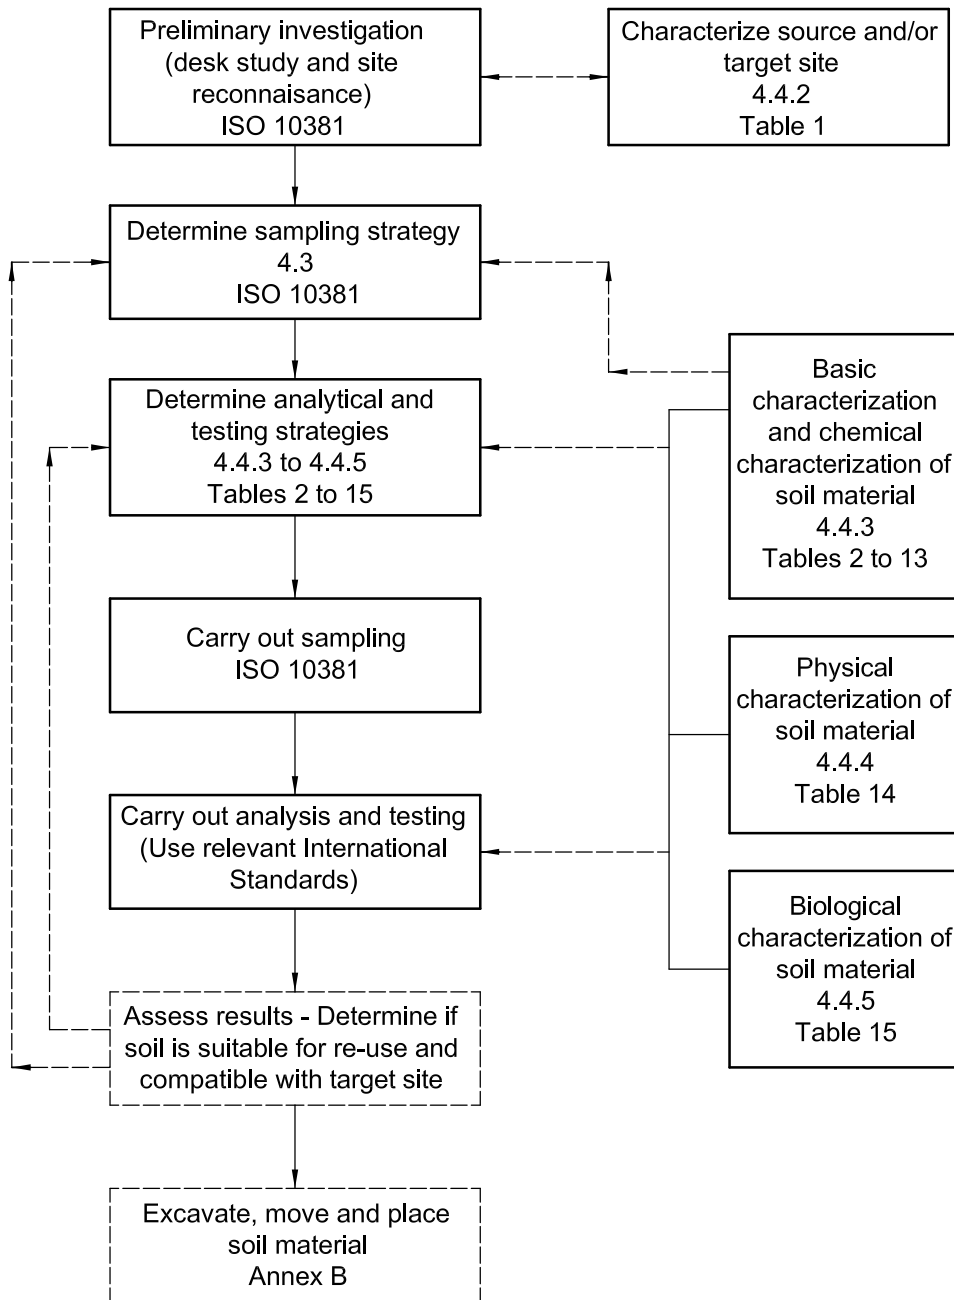 Preliminary investigation
(desk study and site
reconnaisance)
ISO 10381
Characterize source and/or
target site
4.4.2
Table 1
Determine sampling strategy
4.3
ISO 10381
Determine analytical and
testing strategies
4.4.3 to 4.4.5
Tables 2 to 15
Basic
characterization
and chemical
characterization of
soil material
4.4.3
Tables 2 to 13
Carry out sampling
ISO 10381
Physical
characterization of
soil material
4.4.4
Table 14
Carry out analysis and testing
(Use relevant International
Standards)
Biological
characterization of
soil material
4.4.5
Table 15
Assess results - Determine if
soil is suitable for re-use and
compatible with target site
Excavate, move and place
soil material
Annex B